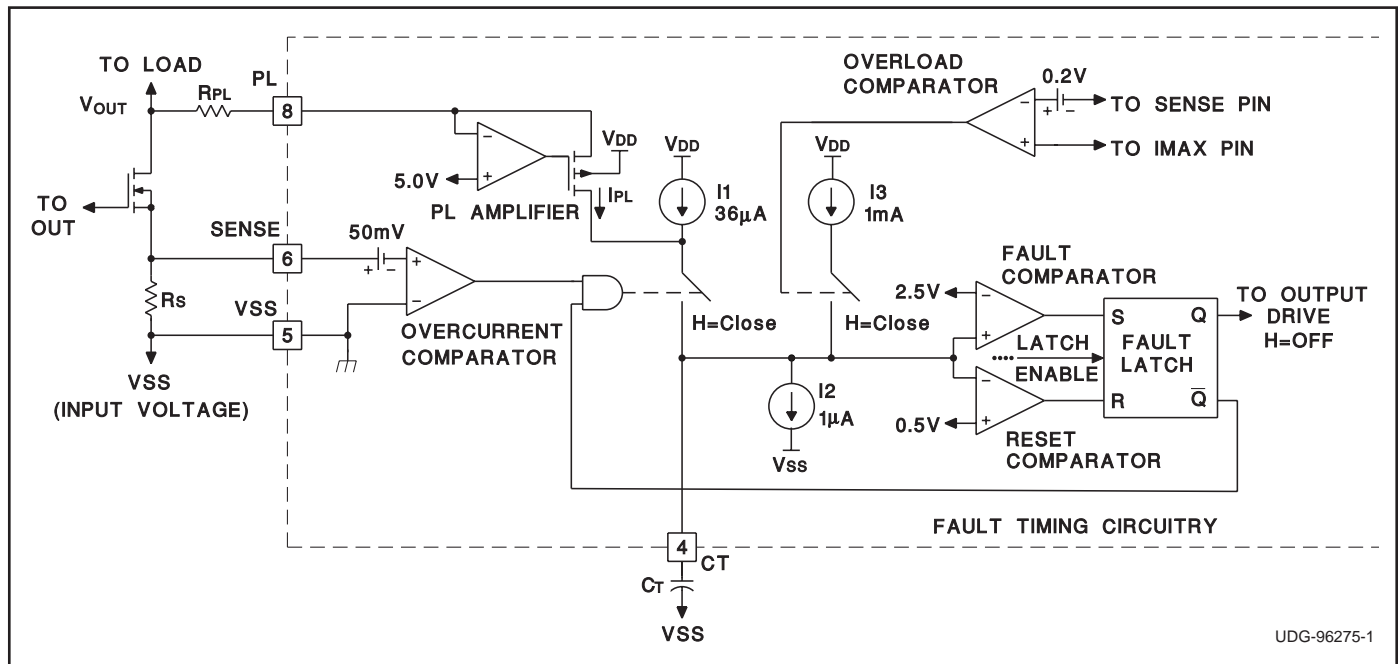 TO LOAD
VOUT
RPL
PL
8
TO
OUT
SENSE
6
RS
VSS
5
VSS
(INPUT VOLTAGE)
50mV
+ -
+
-
OVERCURRENT
COMPARATOR
-
+
5.0V
PL AMPLIFIER
VDD
IPL
VDD
I1
36µA
H=Close
OVERLOAD
COMPARATOR
-
+
0.2V
+ -
TO SENSE PIN
TO IMAX PIN
VDD
I3
1mA
H=Close
I2
1µA
VSS
FAULT
COMPARATOR
2.5V
-
+
LATCH
ENABLE
-
+
0.5V
RESET
COMPARATOR
S
Q
FAULT
LATCH
R
Q̅
TO OUTPUT
DRIVE
H=OFF
FAULT TIMING CIRCUITRY
4
CT
CT
VSS
UDG-96275-1